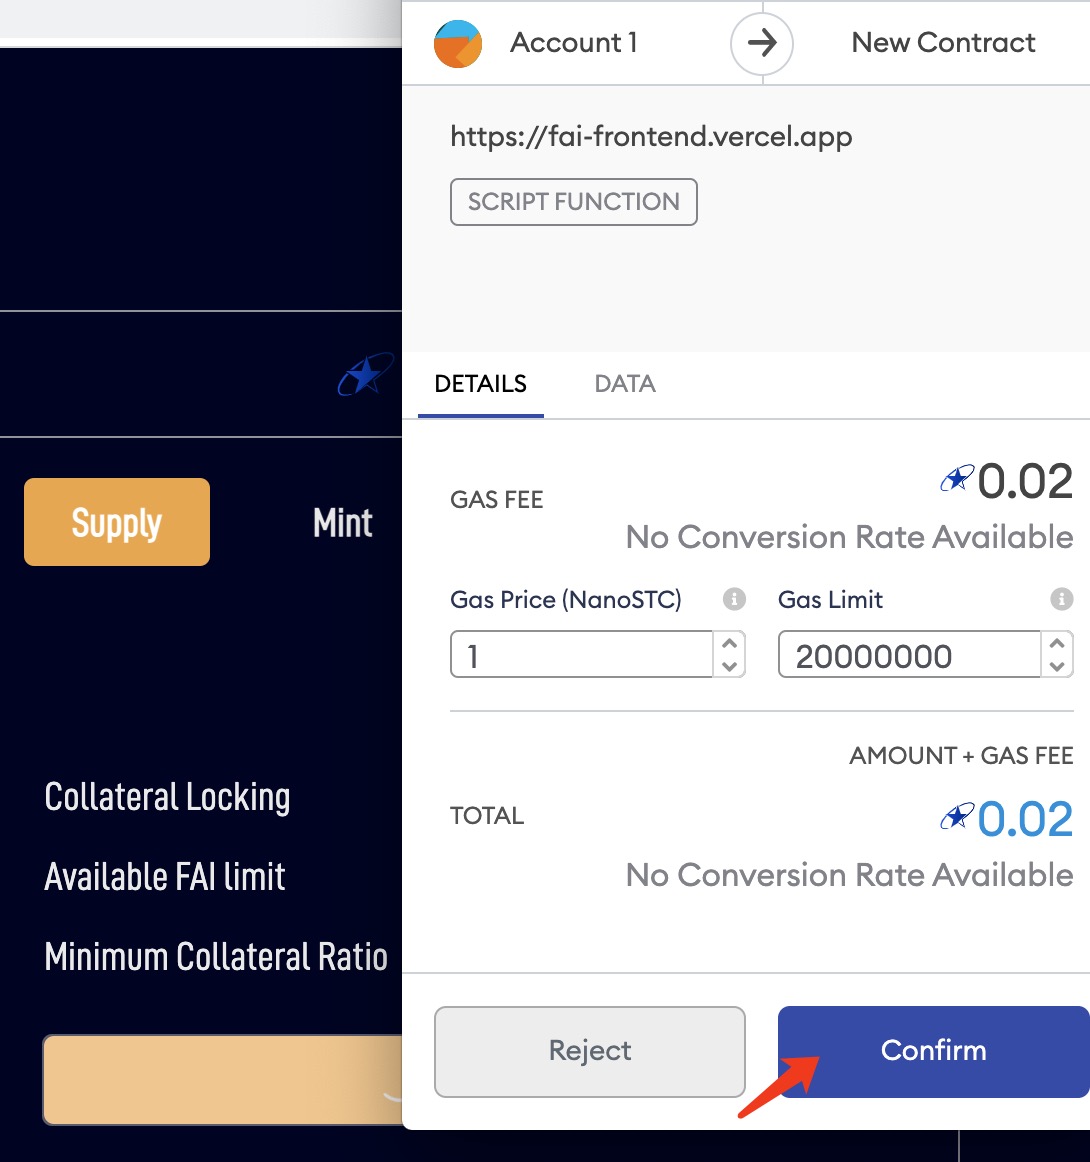 Account 1
New Contract
https://fai-frontend.vercel.app
SCRIPT FUNCTION
DETAILS
DATA
GAS FEE
0.02
No Conversion Rate Available
Gas Price (NanoSTC)
Gas Limit
1
20000000
AMOUNT + GAS FEE
TOTAL
0.02
No Conversion Rate Available
Reject
Confirm
Supply
Mint
Collateral Locking
Available FAI limit
Minimum Collateral Ratio